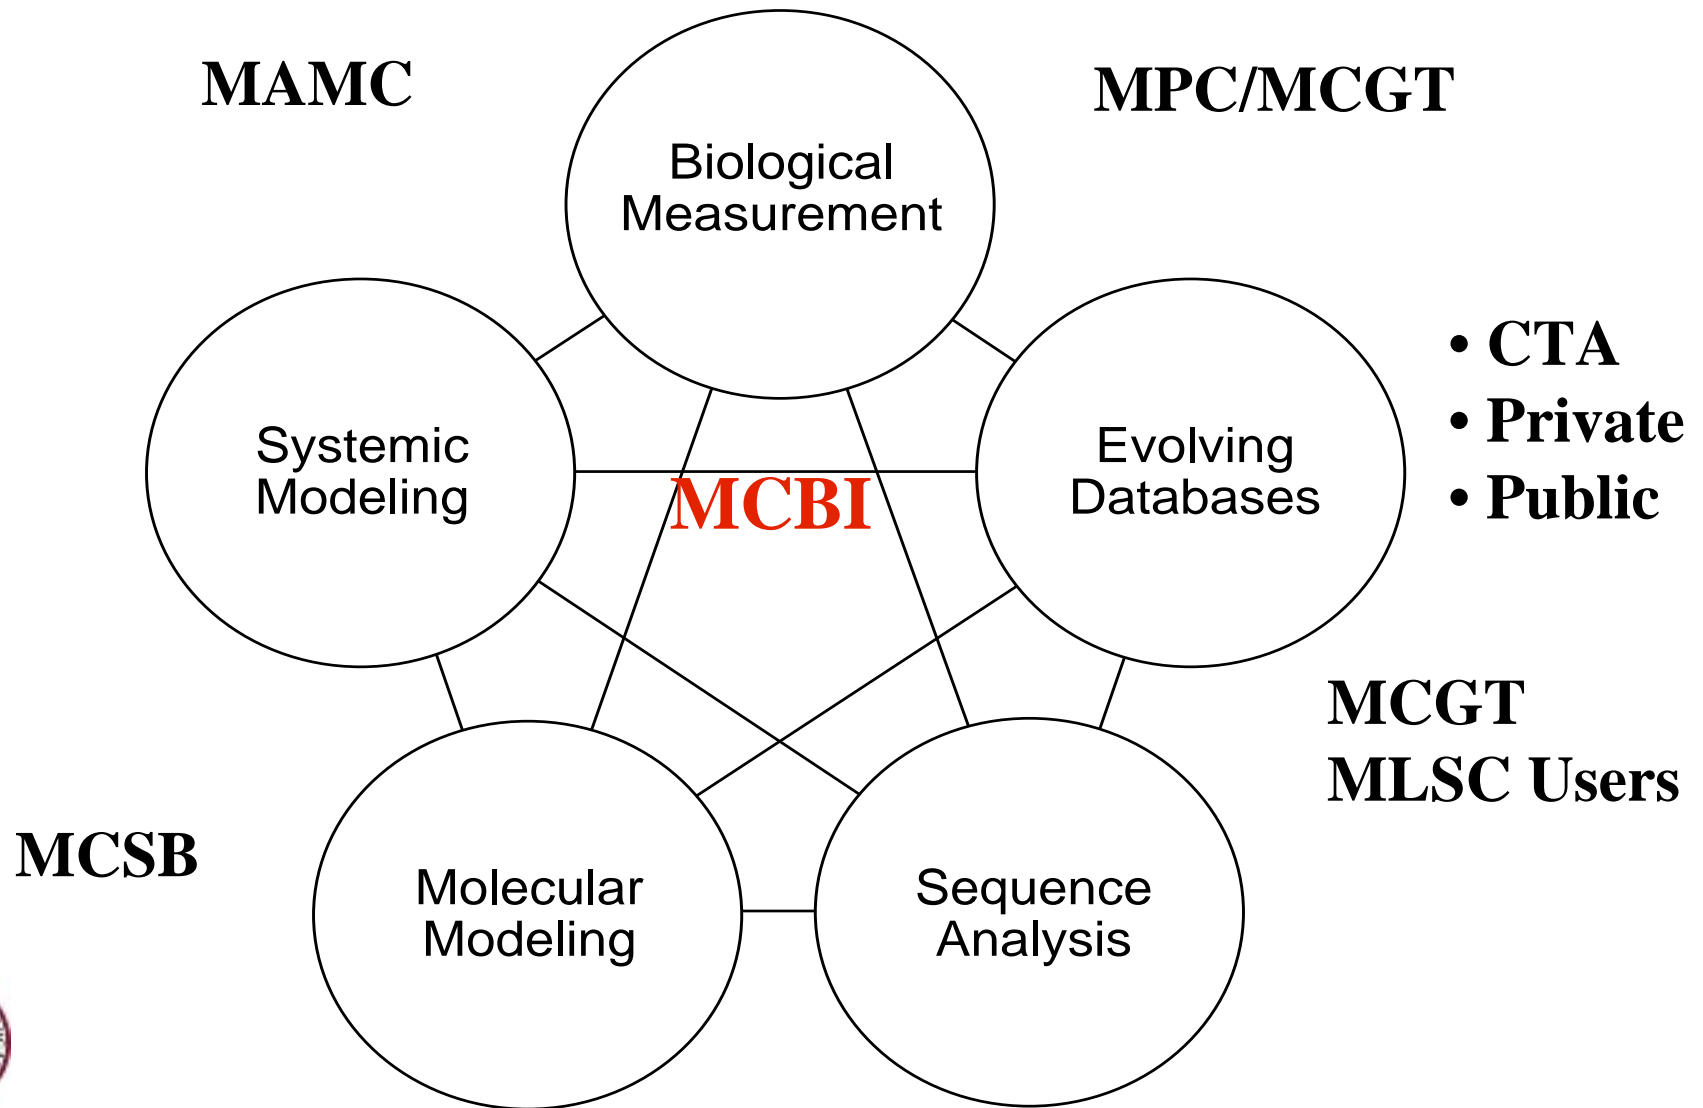 MAMC
MPC/MCGT
Biological
Measurement
Systemic
Modeling
MCBI
Evolving
Databases
• CTA
• Private
• Public
MCGT
MLSC Users
MCSB
Molecular
Modeling
Sequence
Analysis